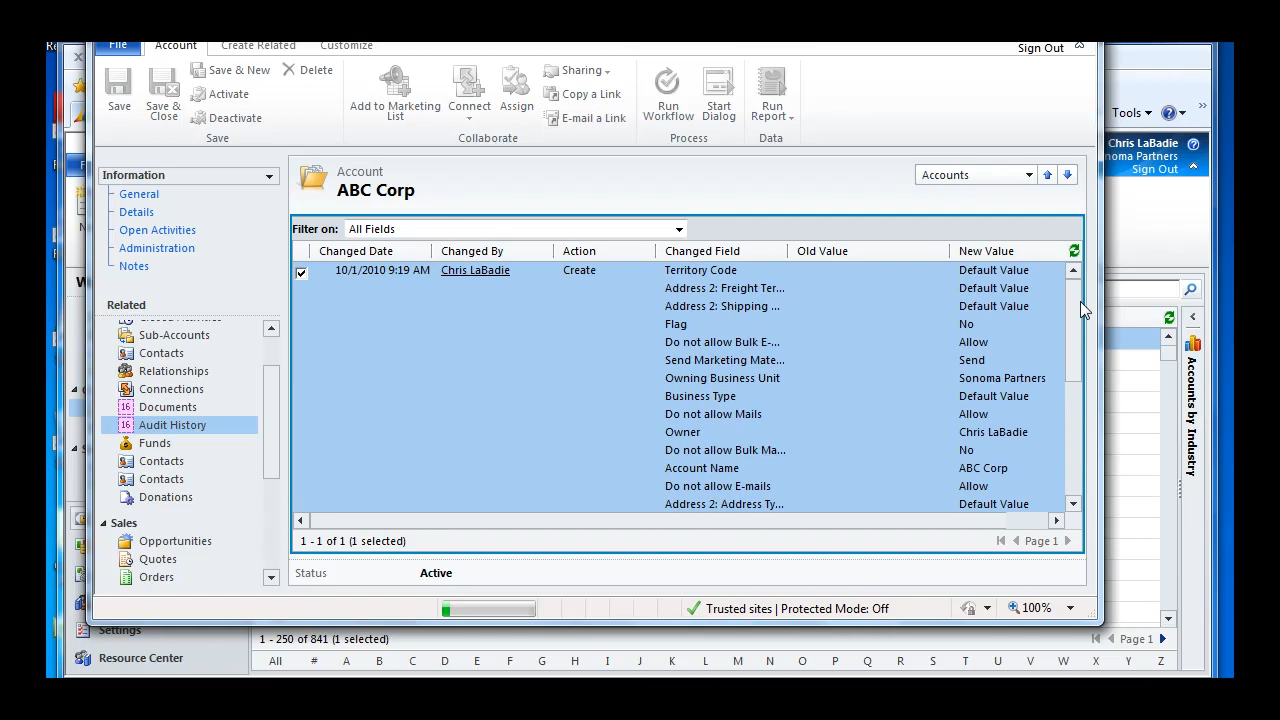 File Account Create Related Customize Sign Out
Save
Save & Close
Save & New
Activate
Deactivate
Delete
Save
Add to Marketing List
Connect
Assign
Sharing
Copy a Link
E-mail a Link
Collaborate
Run Workflow
Start Dialog
Process
Run Report
Data
Tools
Chris LaBadie
noma Partners
Sign Out
Information
General
Details
Open Activities
Administration
Notes
Related
Sub-Accounts
Contacts
Relationships
Connections
16 Documents
16 Audit History
Funds
Contacts
Contacts
Donations
Sales
Opportunities
Quotes
Orders
Account
ABC Corp
Accounts
Filter on: All Fields
Changed Date Changed By Action Changed Field Old Value New Value
10/1/2010 9:19 AM Chris LaBadie Create Territory Code Default Value
Address 2: Freight Ter... Default Value
Address 2: Shipping ... Default Value
Flag No
Do not allow Bulk E-... Allow
Send Marketing Mate... Send
Owning Business Unit Sonoma Partners
Business Type Default Value
Do not allow Mails Allow
Owner Chris LaBadie
Do not allow Bulk Ma... No
Account Name ABC Corp
Do not allow E-mails Allow
Address 2: Address Ty... Default Value
1 - 1 of 1 (1 selected) Page 1
Status Active
Trusted sites | Protected Mode: Off 100%
Accounts by Industry
Settings
Resource Center
1 - 250 of 841 (1 selected) Page 1
All # A B C D E F G H I J K L M N O P Q R S T U V W X Y Z